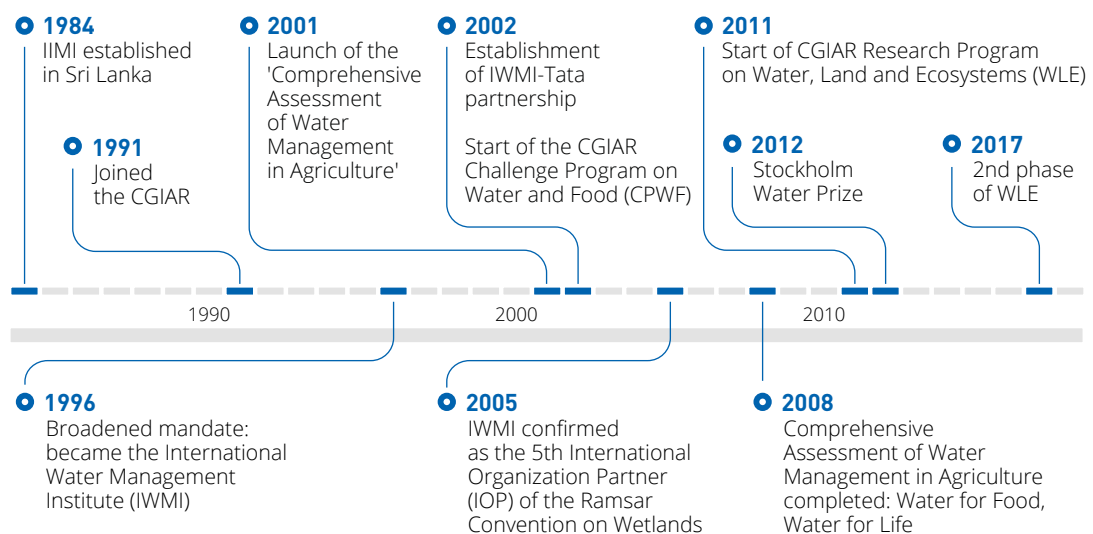 1984
IIMI established
in Sri Lanka
1991
Joined
the CGIAR
2001
Launch of the
'Comprehensive
Assessment
of Water
Management
in Agriculture'
2002
Establishment
of IWMI-Tata
partnership
Start of the CGIAR
Challenge Program on
Water and Food (CPWF)
2011
Start of CGIAR Research Program
on Water, Land and Ecosystems (WLE)
2012
Stockholm
Water Prize
2017
2nd phase
of WLE
1990
2000
2010
1996
Broadened mandate:
became the International
Water Management
Institute (IWMI)
2005
IWMI confirmed
as the 5th International
Organization Partner
(IOP) of the Ramsar
Convention on Wetlands
2008
Comprehensive
Assessment of Water
Management in Agriculture
completed: Water for Food,
Water for Life